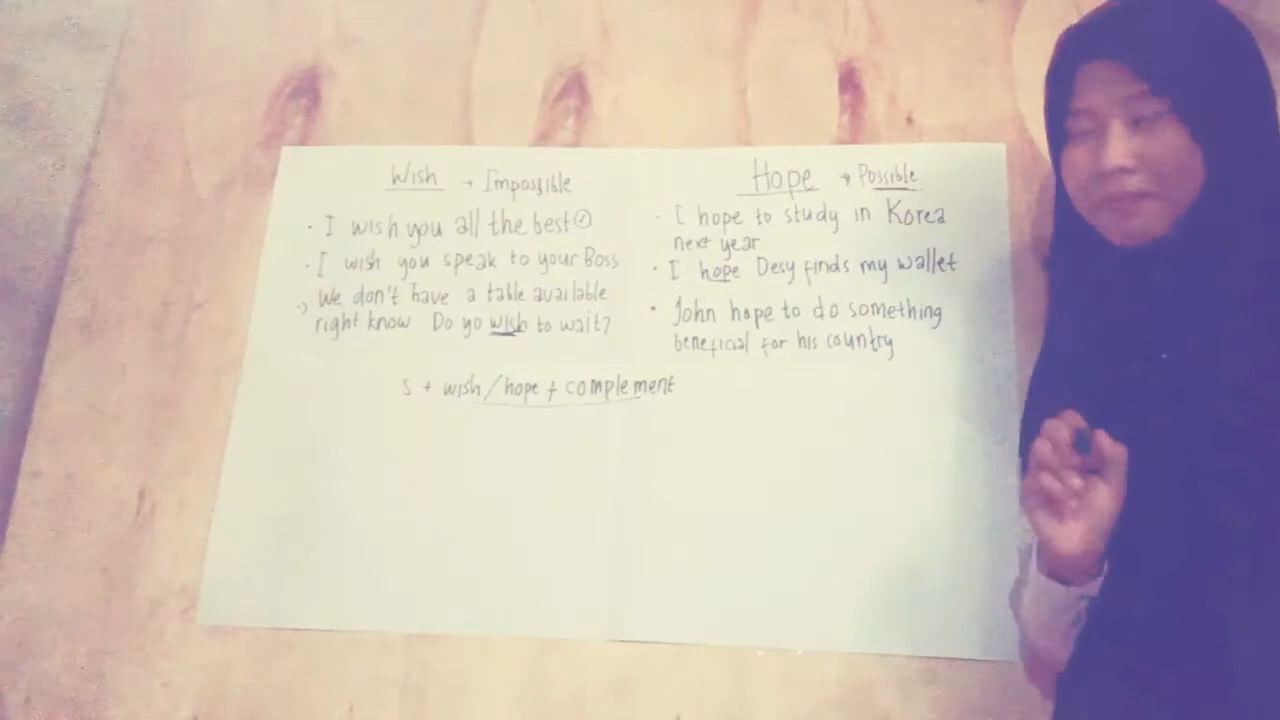 Wish → Impossible
• I wish you all the best
• I wish you speak to your Boss
We don't have a table available
right know Do yo wish to wait?
Hope → Possible
• I hope to study in Korea
next year
• I hope Desy finds my wallet
• John hope to do something
beneficial for his country
S + wish/hope + complement